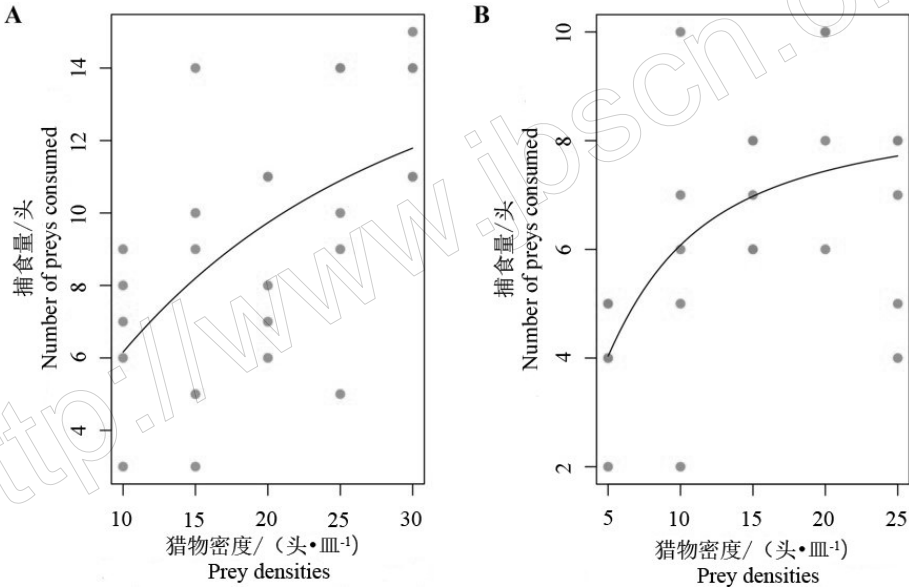 A
捕食量/头
Number of preys consumed
14
12
10
8
6
4
10 15 20 25 30
猎物密度/（头•皿-1）
Prey densities
B
捕食量/头
Number of preys consumed
10
8
6
4
2
5 10 15 20 25
猎物密度/（头•皿-1）
Prey densities
http://www.jbscn.o